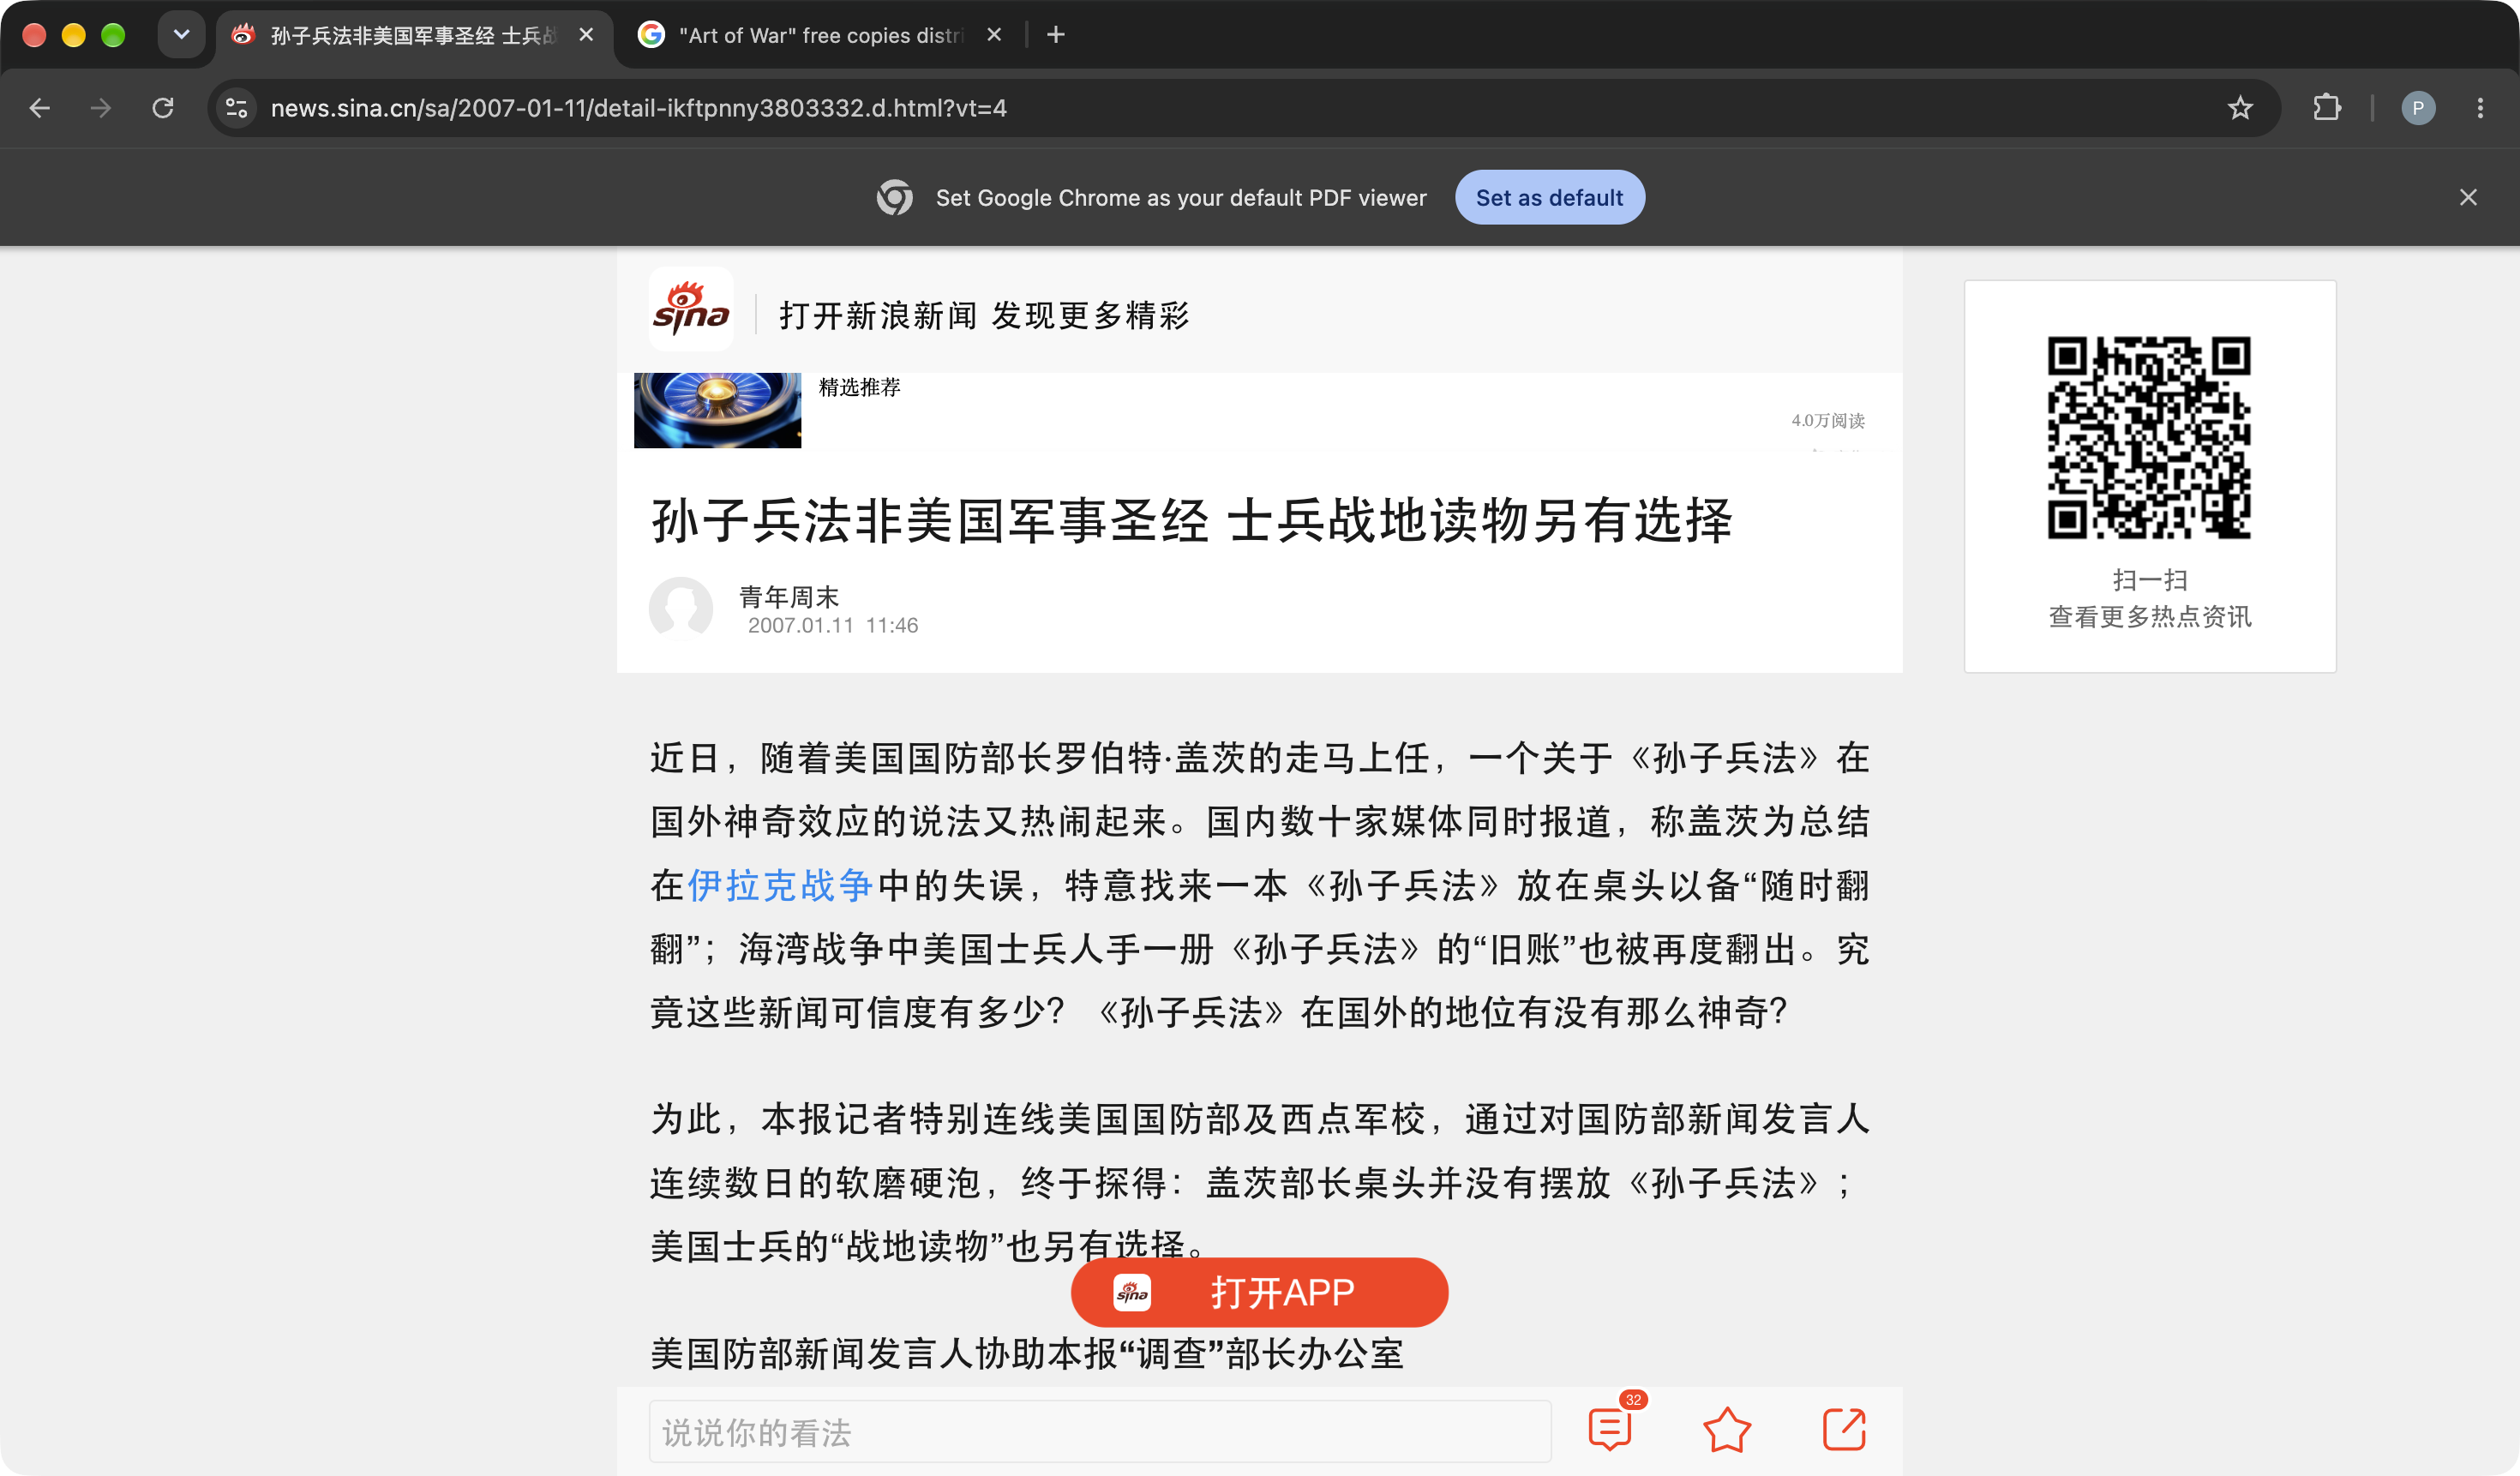 孙子兵法非美国军事圣经 士兵战
"Art of War" free copies distri
news.sina.cn/sa/2007-01-11/detail-ikftpnny3803332.d.html?vt=4
P
Set Google Chrome as your default PDF viewer
Set as default
sina
打开新浪新闻 发现更多精彩
精选推荐
4.0万阅读
孙子兵法非美国军事圣经 士兵战地读物另有选择
青年周末
2007.01.11 11:46
扫一扫
查看更多热点资讯
近日，随着美国国防部长罗伯特·盖茨的走马上任，一个关于《孙子兵法》在
国外神奇效应的说法又热闹起来。国内数十家媒体同时报道，称盖茨为总结
在伊拉克战争中的失误，特意找来一本《孙子兵法》放在桌头以备“随时翻
翻”；海湾战争中美国士兵人手一册《孙子兵法》的“旧账”也被再度翻出。究
竟这些新闻可信度有多少？《孙子兵法》在国外的地位有没有那么神奇？
为此，本报记者特别连线美国国防部及西点军校，通过对国防部新闻发言人
连续数日的软磨硬泡，终于探得：盖茨部长桌头并没有摆放《孙子兵法》；
美国士兵的“战地读物”也另有选择。
sina
打开APP
美国防部新闻发言人协助本报“调查”部长办公室
说说你的看法
32